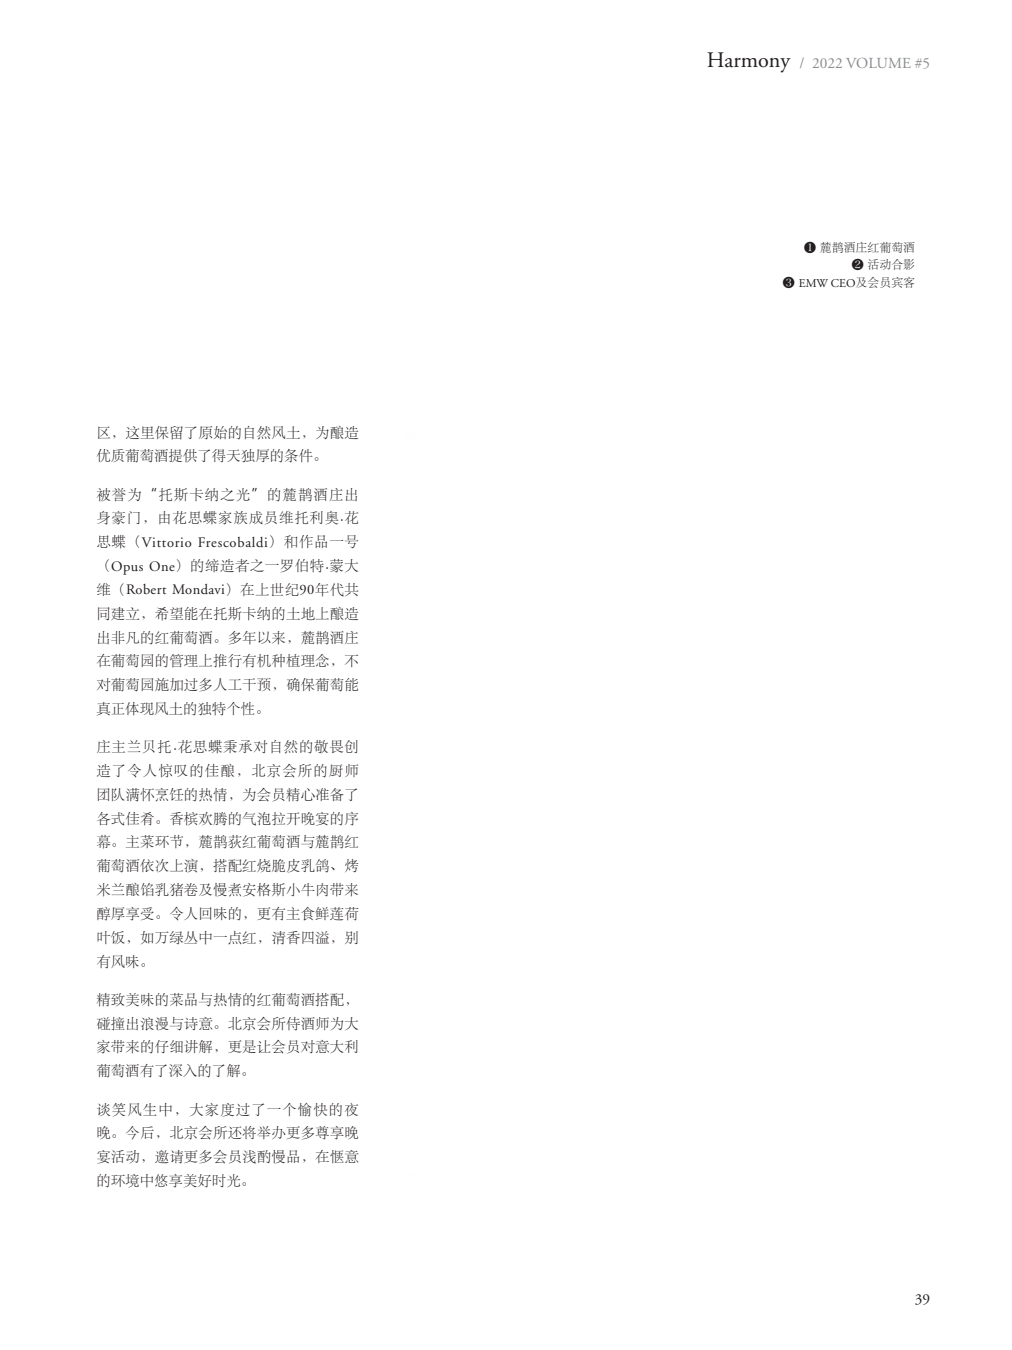 Harmony / 2022 VOLUME #5
❶ 麓鹊酒庄红葡萄酒
❷ 活动合影
❸ EMW CEO及会员宾客
区，这里保留了原始的自然风土，为酿造
优质葡萄酒提供了得天独厚的条件。
被誉为“托斯卡纳之光”的麓鹊酒庄出
身豪门，由花思蝶家族成员维托利奥·花
思蝶（Vittorio Frescobaldi）和作品一号
（Opus One）的缔造者之一罗伯特·蒙大
维（Robert Mondavi）在上世纪90年代共
同建立，希望能在托斯卡纳的土地上酿造
出非凡的红葡萄酒。多年以来，麓鹊酒庄
在葡萄园的管理上推行有机种植理念，不
对葡萄园施加过多人工干预，确保葡萄能
真正体现风土的独特个性。
庄主兰贝托·花思蝶秉承对自然的敬畏创
造了令人惊叹的佳酿，北京会所的厨师
团队满怀烹饪的热情，为会员精心准备了
各式佳肴。香槟欢腾的气泡拉开晚宴的序
幕。主菜环节，麓鹊荻红葡萄酒与麓鹊红
葡萄酒依次上演，搭配红烧脆皮乳鸽、烤
米兰酿馅乳猪卷及慢煮安格斯小牛肉带来
醇厚享受。令人回味的，更有主食鲜莲荷
叶饭，如万绿丛中一点红，清香四溢，别
有风味。
精致美味的菜品与热情的红葡萄酒搭配，
碰撞出浪漫与诗意。北京会所侍酒师为大
家带来的仔细讲解，更是让会员对意大利
葡萄酒有了深入的了解。
谈笑风生中，大家度过了一个愉快的夜
晚。今后，北京会所还将举办更多尊享晚
宴活动，邀请更多会员浅酌慢品，在惬意
的环境中悠享美好时光。
39